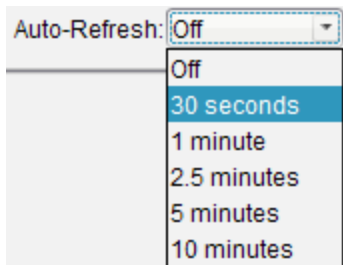 Auto-Refresh: Off
Off
30 seconds
1 minute
2.5 minutes
5 minutes
10 minutes